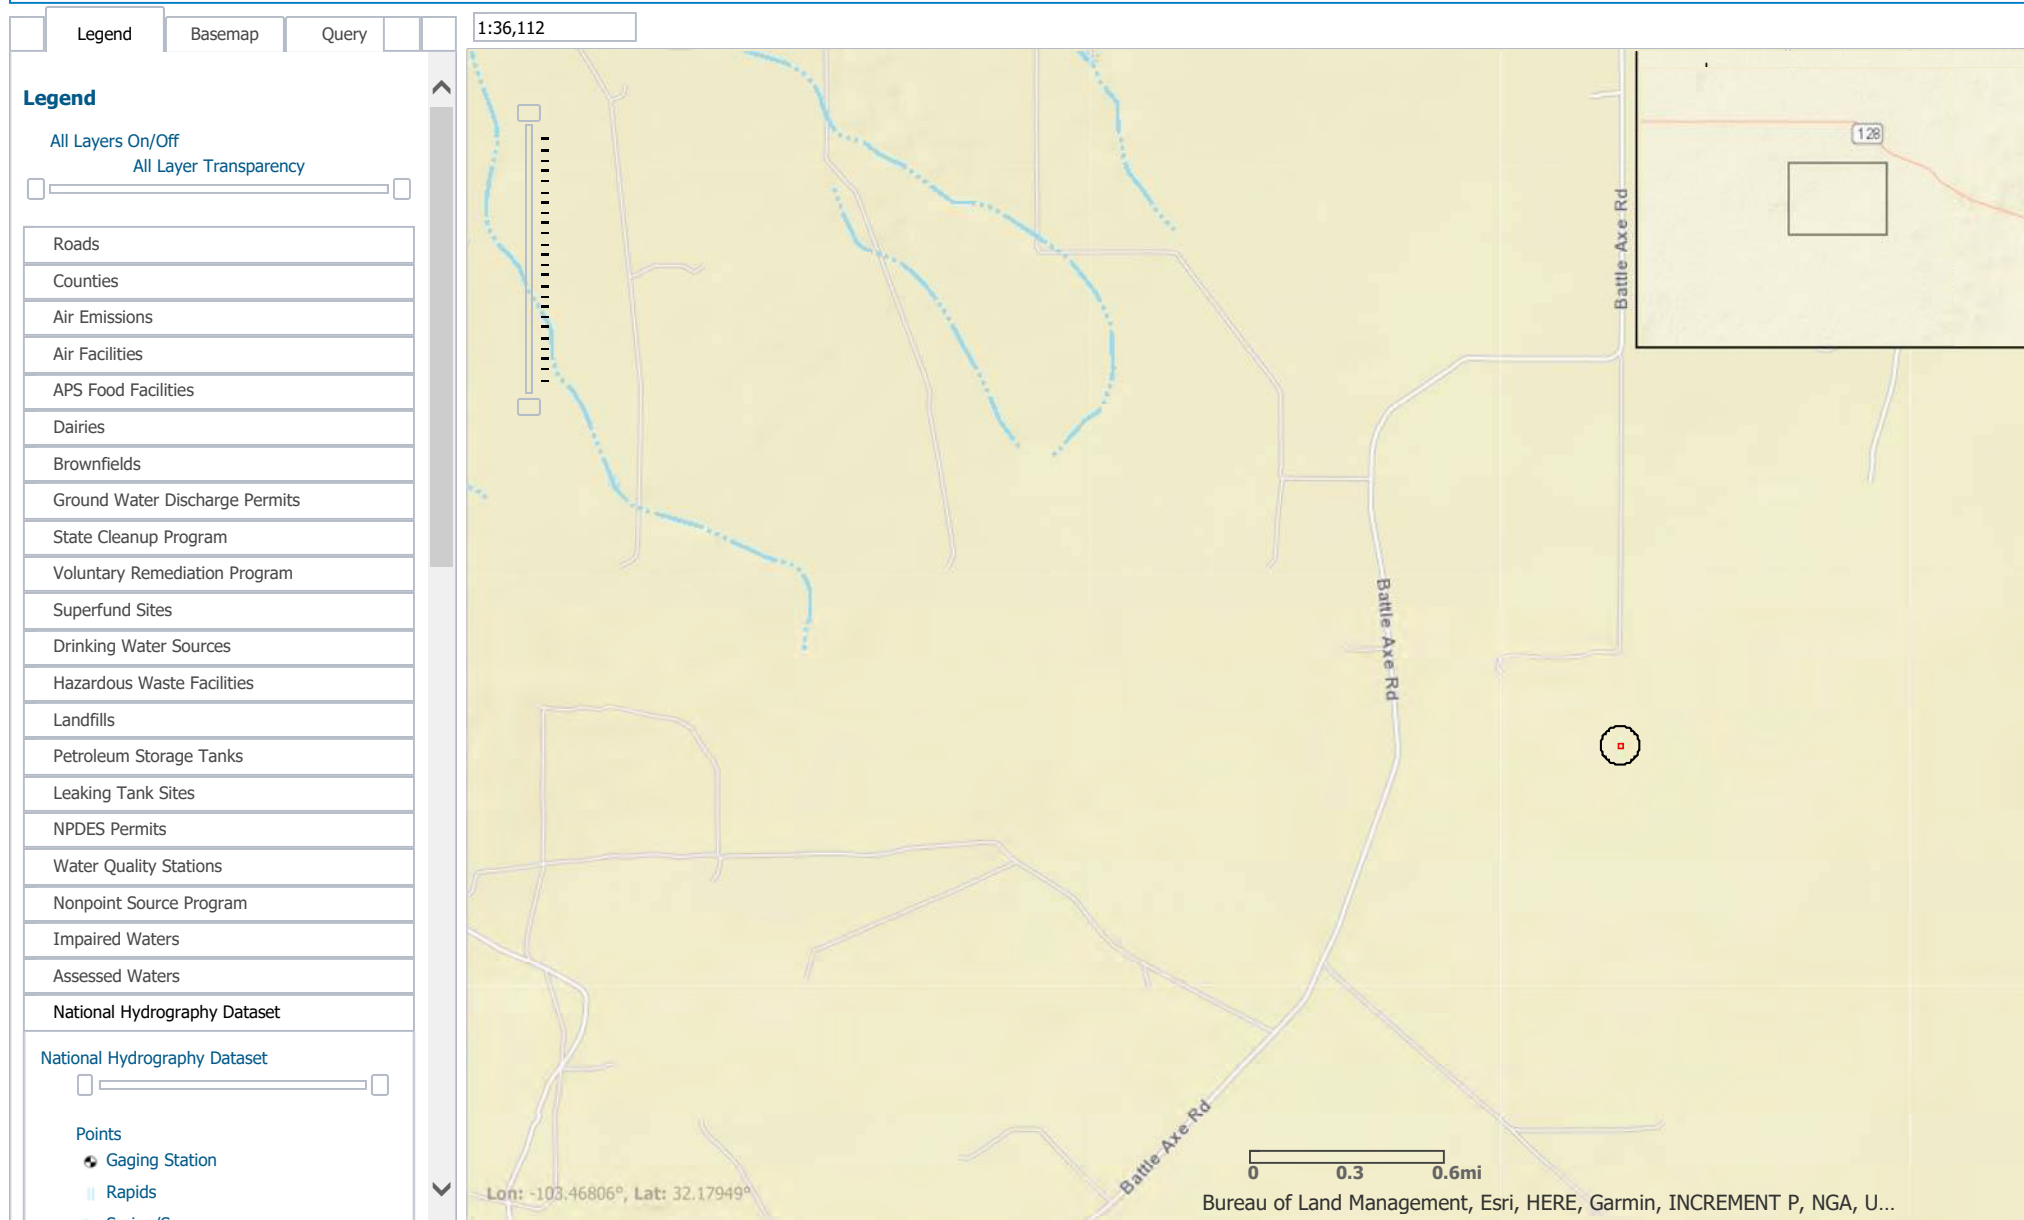 Legend
Basemap
Query
1:36,112
Legend
All Layers On/Off
All Layer Transparency
Roads
Counties
Air Emissions
Air Facilities
APS Food Facilities
Dairies
Brownfields
Ground Water Discharge Permits
State Cleanup Program
Voluntary Remediation Program
Superfund Sites
Drinking Water Sources
Hazardous Waste Facilities
Landfills
Petroleum Storage Tanks
Leaking Tank Sites
NPDES Permits
Water Quality Stations
Nonpoint Source Program
Impaired Waters
Assessed Waters
National Hydrography Dataset
National Hydrography Dataset
Points
Gaging Station
Rapids
128
Battle Axe Rd
Battle Axe Rd
Battle Axe Rd
0 0.3 0.6mi
Lon: -103.46806°, Lat: 32.17949°
Bureau of Land Management, Esri, HERE, Garmin, INCREMENT P, NGA, U...